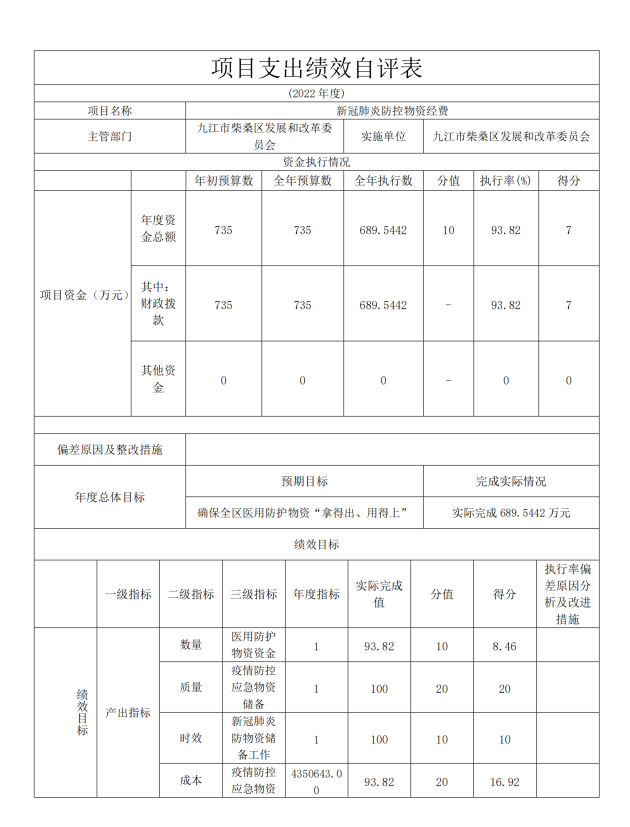 项目支出绩效自评表
(2022 年度)
项目名称 新冠肺炎防控物资经费
主管部门 九江市柴桑区发展和改革委
员会 实施单位 九江市柴桑区发展和改革委员会
资金执行情况
年初预算数 全年预算数 全年执行数 分值 执行率(%) 得分
项目资金（万元）
年度资
金总额 735 735 689.5442 10 93.82 7
其中:
财政拨
款 735 735 689.5442 － 93.82 7
其他资
金 0 0 0 － 0 0
偏差原因及整改措施
年度总体目标
预期目标 完成实际情况
确保全区医用防护物资“拿得出、用得上” 实际完成 689.5442 万元
绩效目标
一级指标 二级指标 三级指标 年度指标 实际完成
值 分值 得分 执行率偏
差原因分
析及改进
措施
绩效目标
产出指标
数量 医用防护
物资资金 1 93.82 10 8.46
质量 疫情防控
应急物资
储备 1 100 20 20
时效 新冠肺炎
防物资储
备工作 1 100 10 10
成本 疫情防控
应急物资 4350643.0
0 93.82 20 16.92